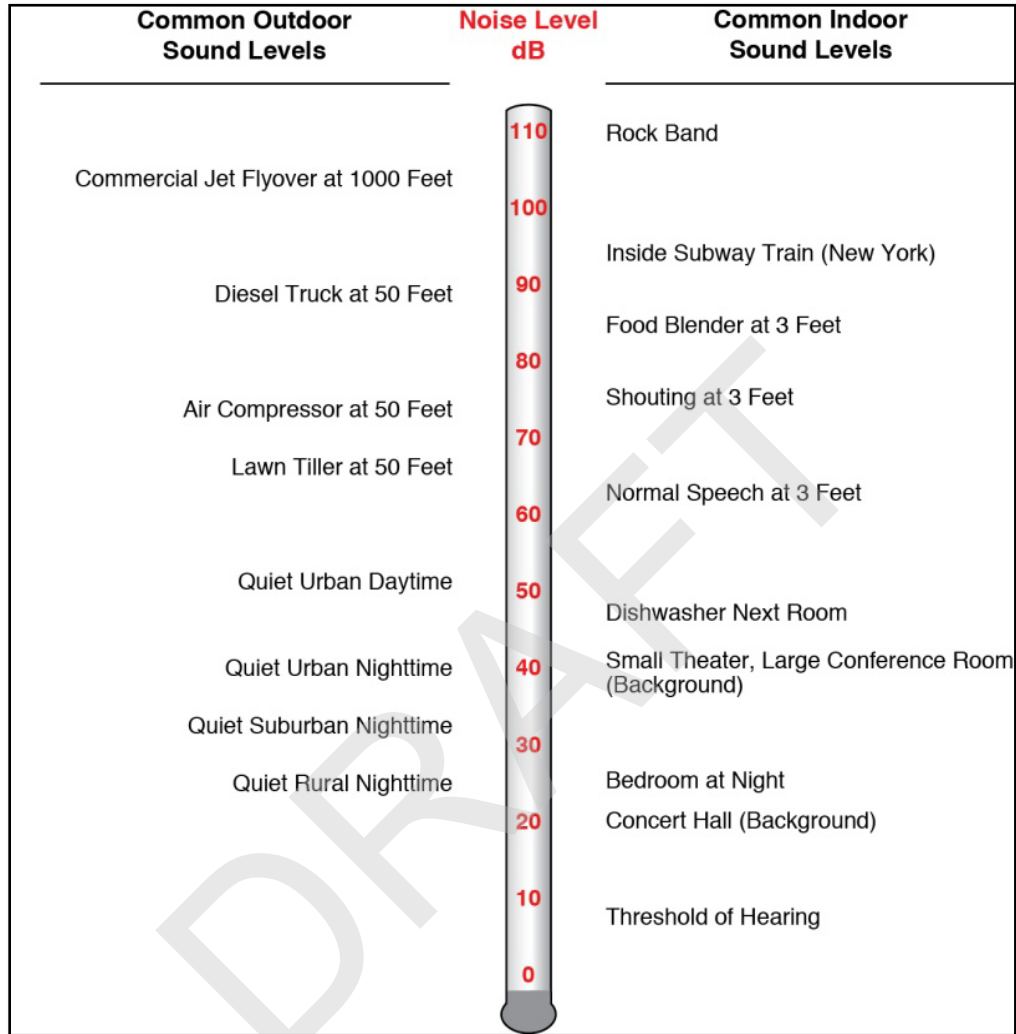 Common Outdoor
Sound Levels
Noise Level
dB
Common Indoor
Sound Levels
110
Rock Band
Commercial Jet Flyover at 1000 Feet
100
Inside Subway Train (New York)
90
Diesel Truck at 50 Feet
Food Blender at 3 Feet
80
Shouting at 3 Feet
Air Compressor at 50 Feet
70
Lawn Tiller at 50 Feet
Normal Speech at 3 Feet
60
Quiet Urban Daytime
50
Dishwasher Next Room
Quiet Urban Nighttime
40
Small Theater, Large Conference Room
(Background)
Quiet Suburban Nighttime
30
Quiet Rural Nighttime
Bedroom at Night
20
Concert Hall (Background)
10
Threshold of Hearing
0
DRAFT